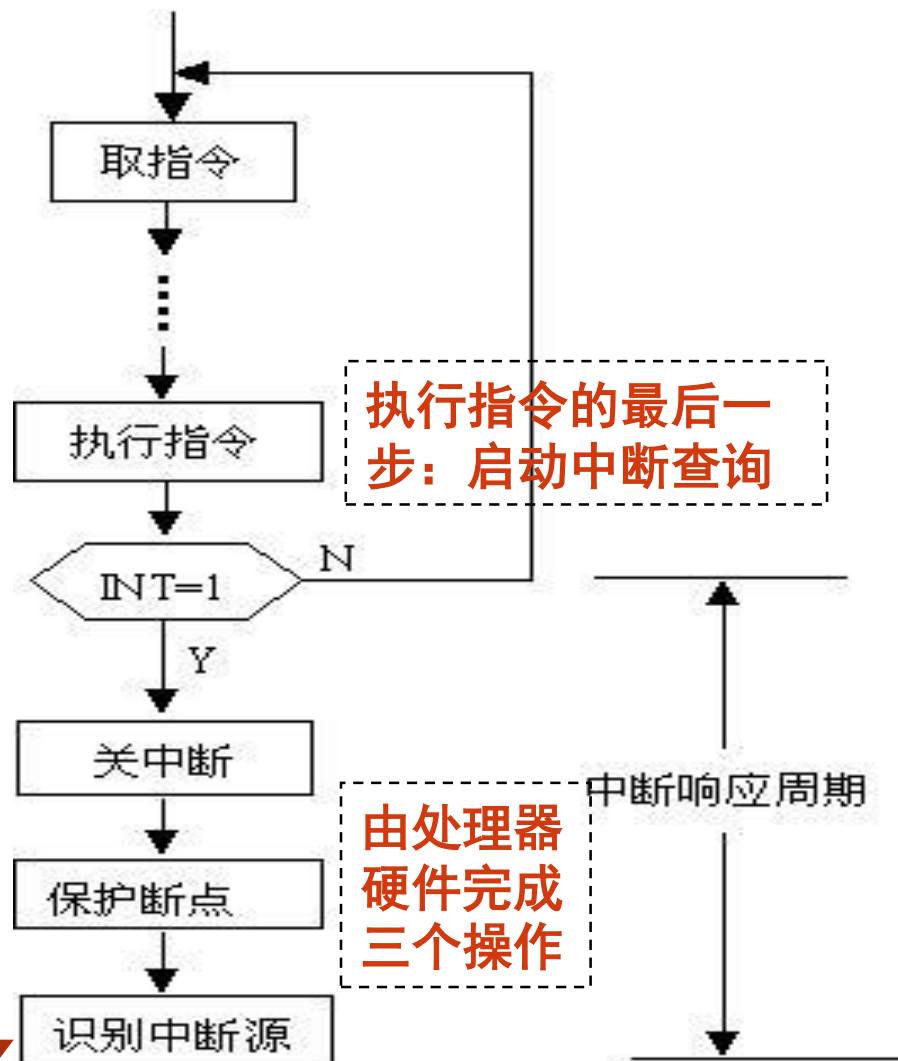 取指令
执行指令
执行指令的最后一
步：启动中断查询
INT=1
N
Y
关中断
中断响应周期
由处理器
硬件完成
三个操作
保护断点
识别中断源